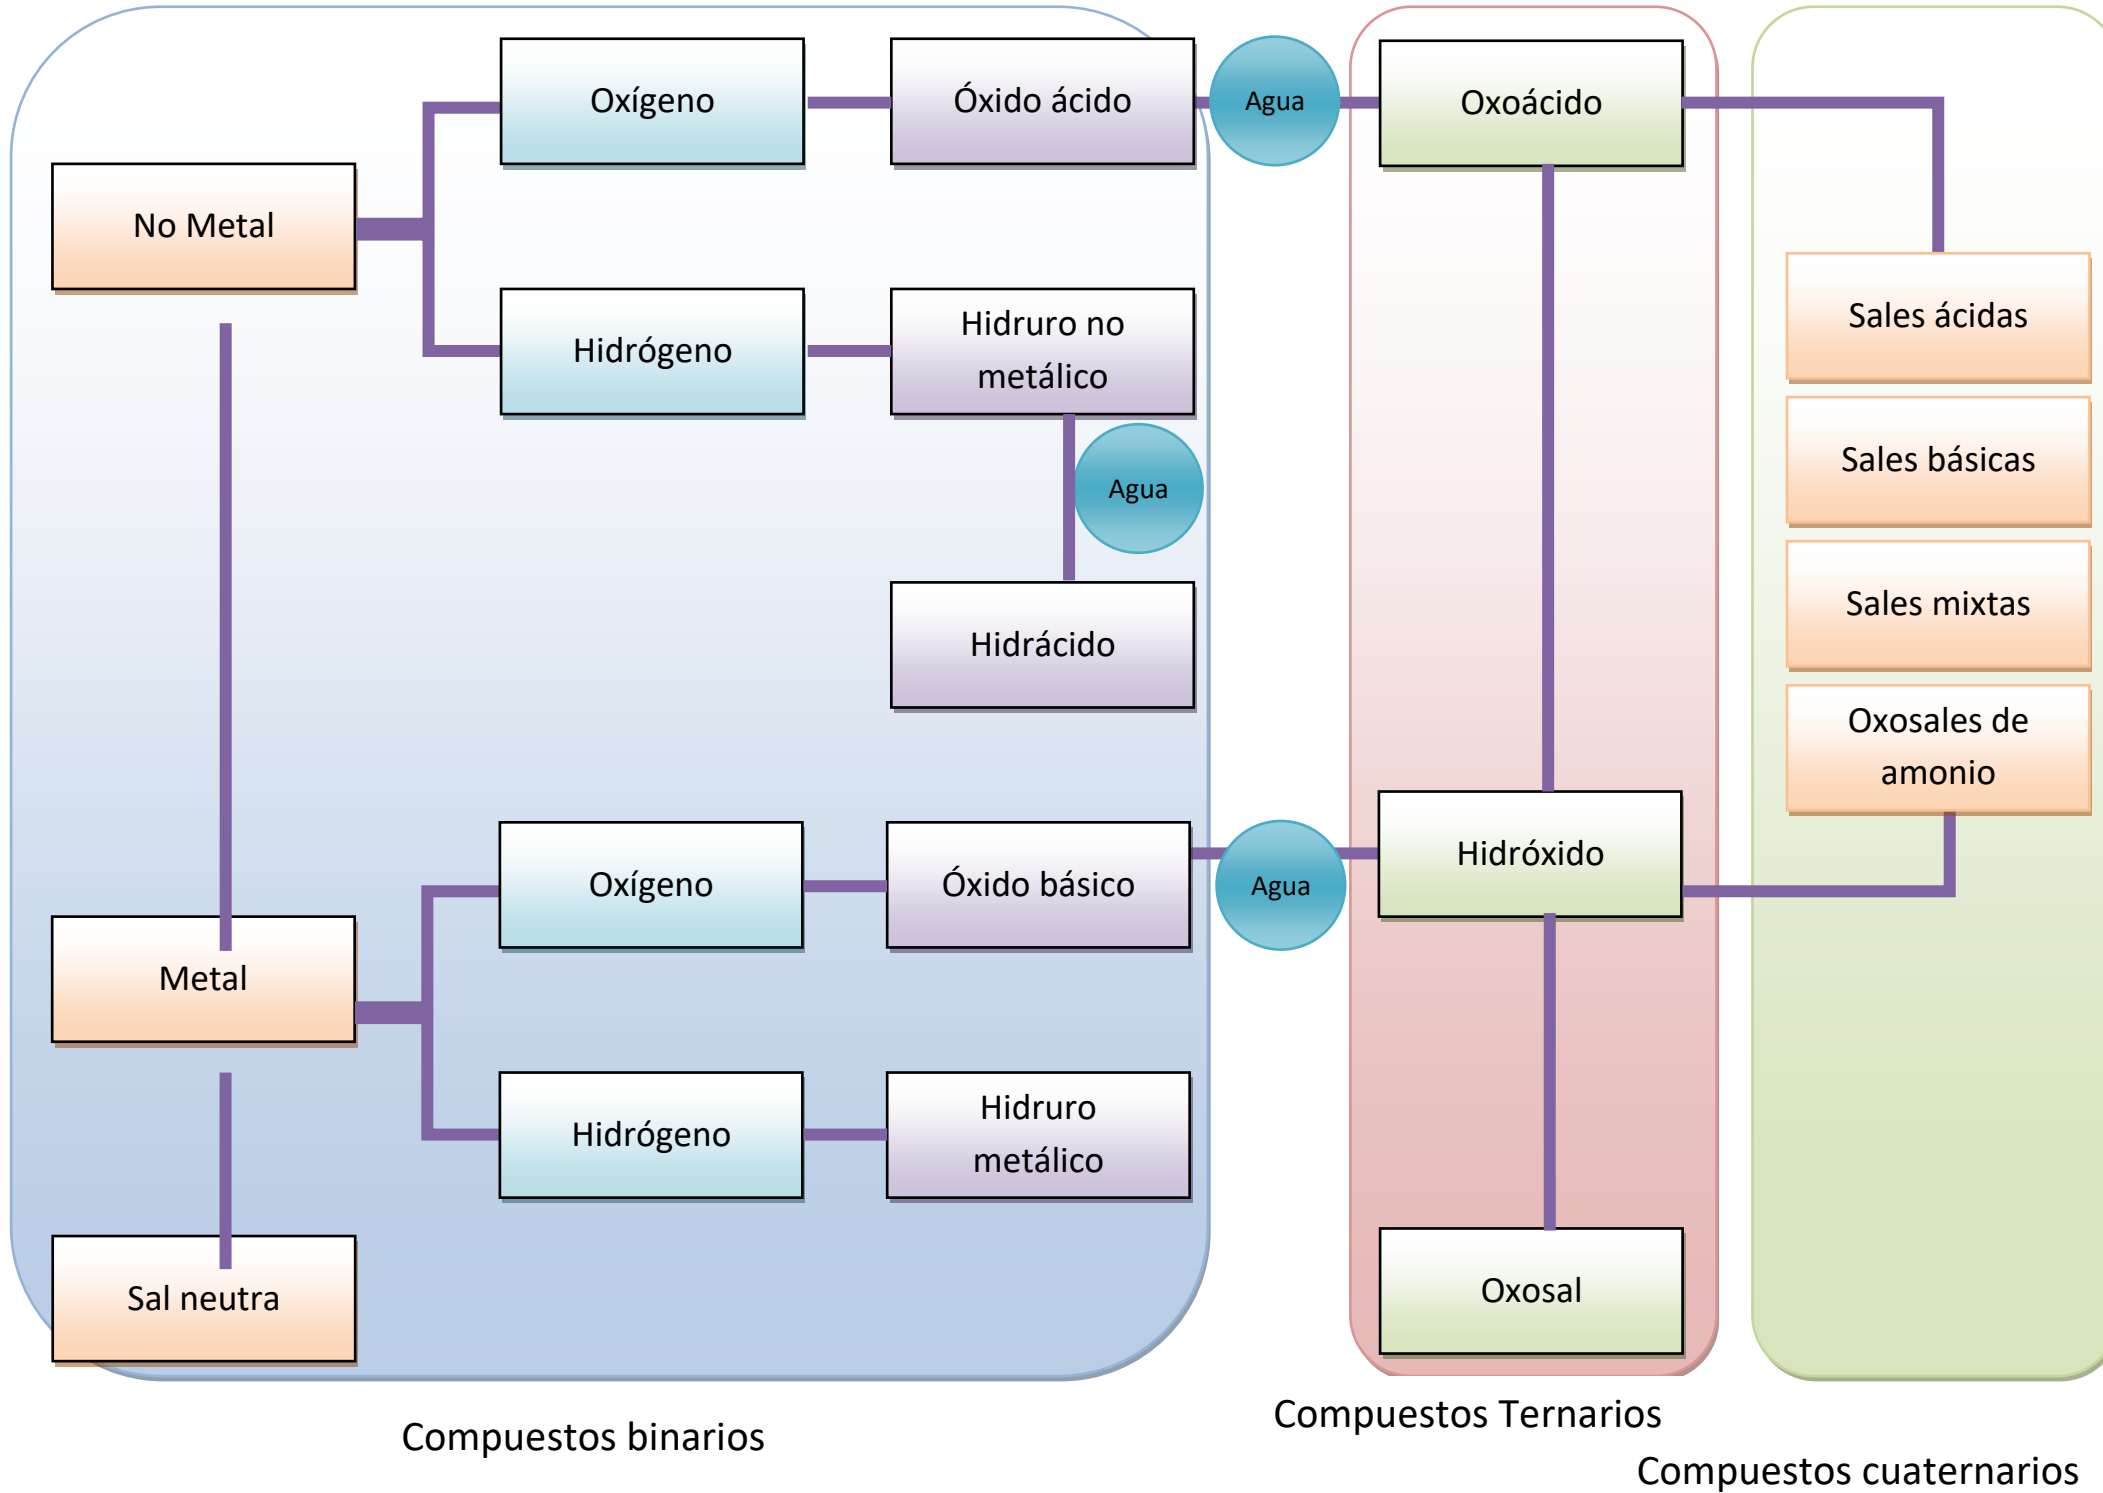 Oxígeno
Óxido ácido
Agua
Oxoácido
No Metal
Hidrógeno
Hidruro no
metálico
Sales ácidas
Agua
Sales básicas
Hidrácido
Sales mixtas
Oxosales de
amonio
Oxígeno
Óxido básico
Agua
Hidróxido
Metal
Hidrógeno
Hidruro
metálico
Sal neutra
Oxosal
Compuestos binarios
Compuestos Ternarios
Compuestos cuaternarios